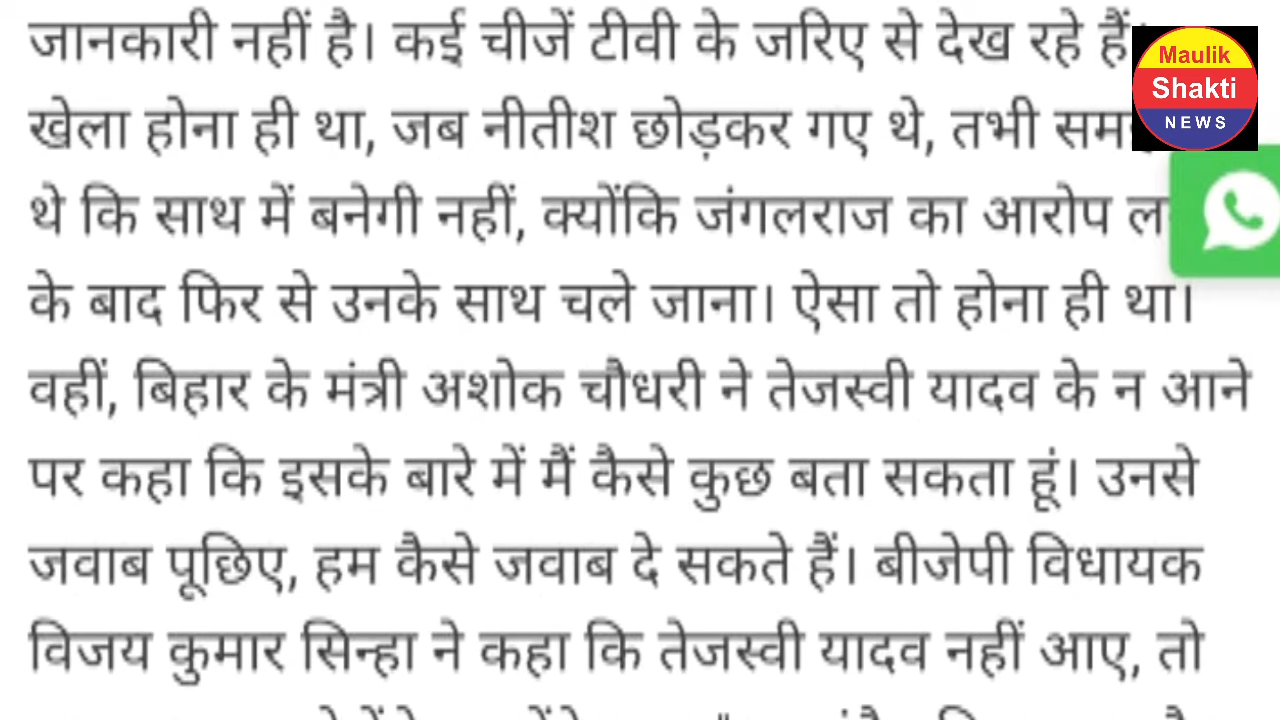 जानकारी नहीं है। कई चीजें टीवी के जरिए से देख रहे हैं।
खेला होना ही था, जब नीतीश छोड़कर गए थे, तभी
थे कि साथ में बनेगी नहीं, क्योंकि जंगलराज का आरोप
के बाद फिर से उनके साथ चले जाना। ऐसा तो होना ही था।
वहीं, बिहार के मंत्री अशोक चौधरी ने तेजस्वी यादव के न आने
पर कहा कि इसके बारे में मैं कैसे कुछ बता सकता हूं। उनसे
जवाब पूछिए, हम कैसे जवाब दे सकते हैं। बीजेपी विधायक
विजय कुमार सिन्हा ने कहा कि तेजस्वी यादव नहीं आए, तो
Maulik
Shakti
NEWS